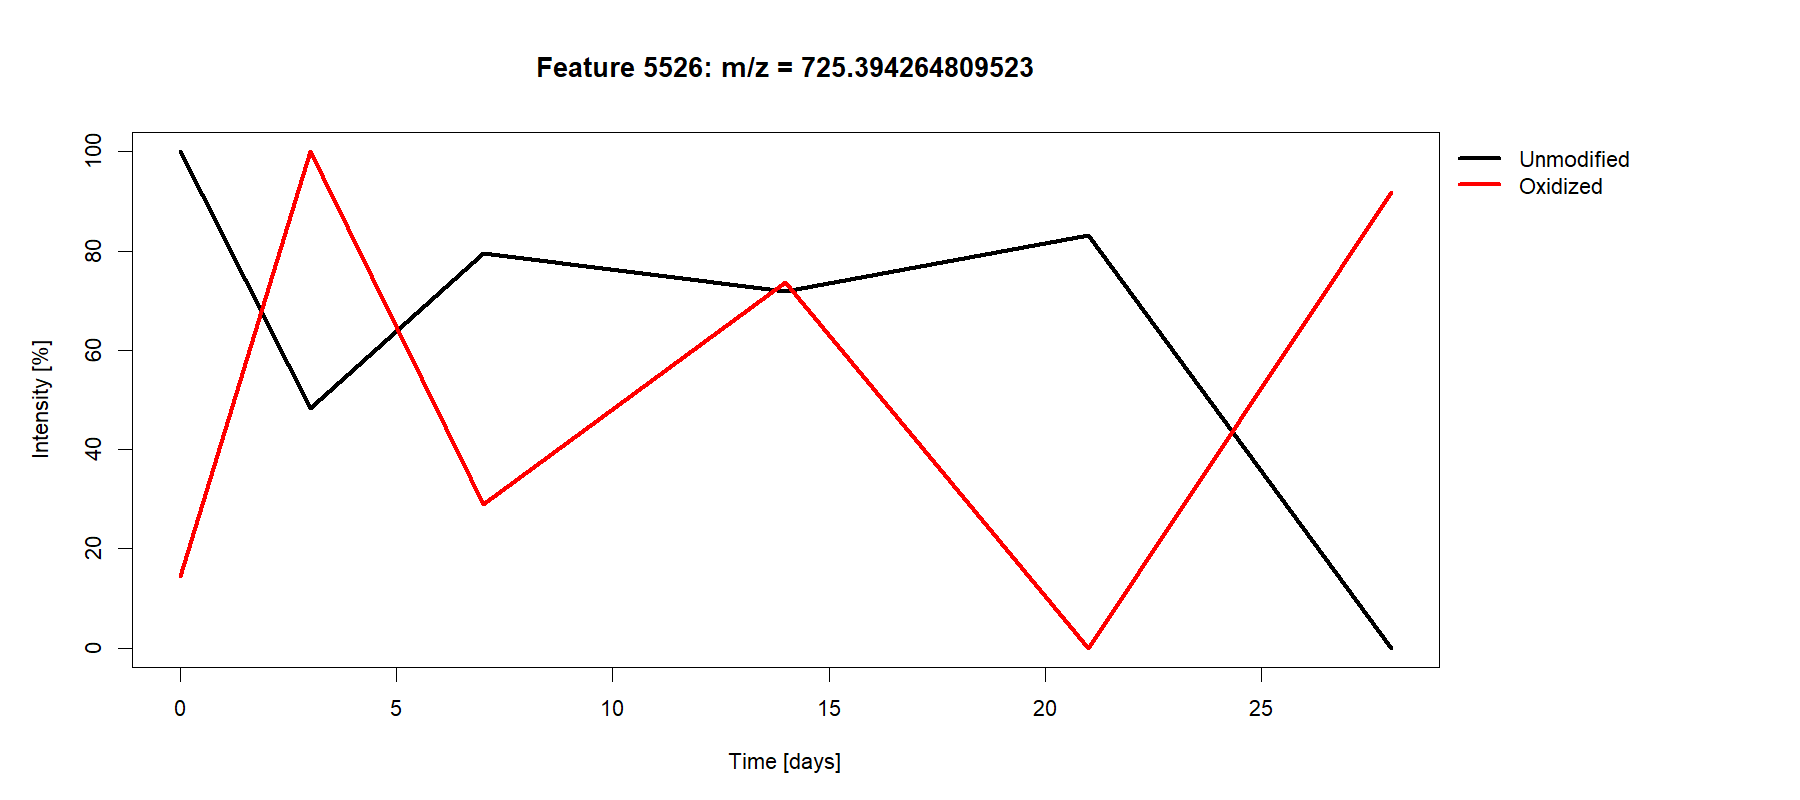 Feature 5526: m/z = 725.394264809523
Unmodified
Oxidized
Intensity [%]
100
80
60
40
20
0
0 5 10 15 20 25
Time [days]